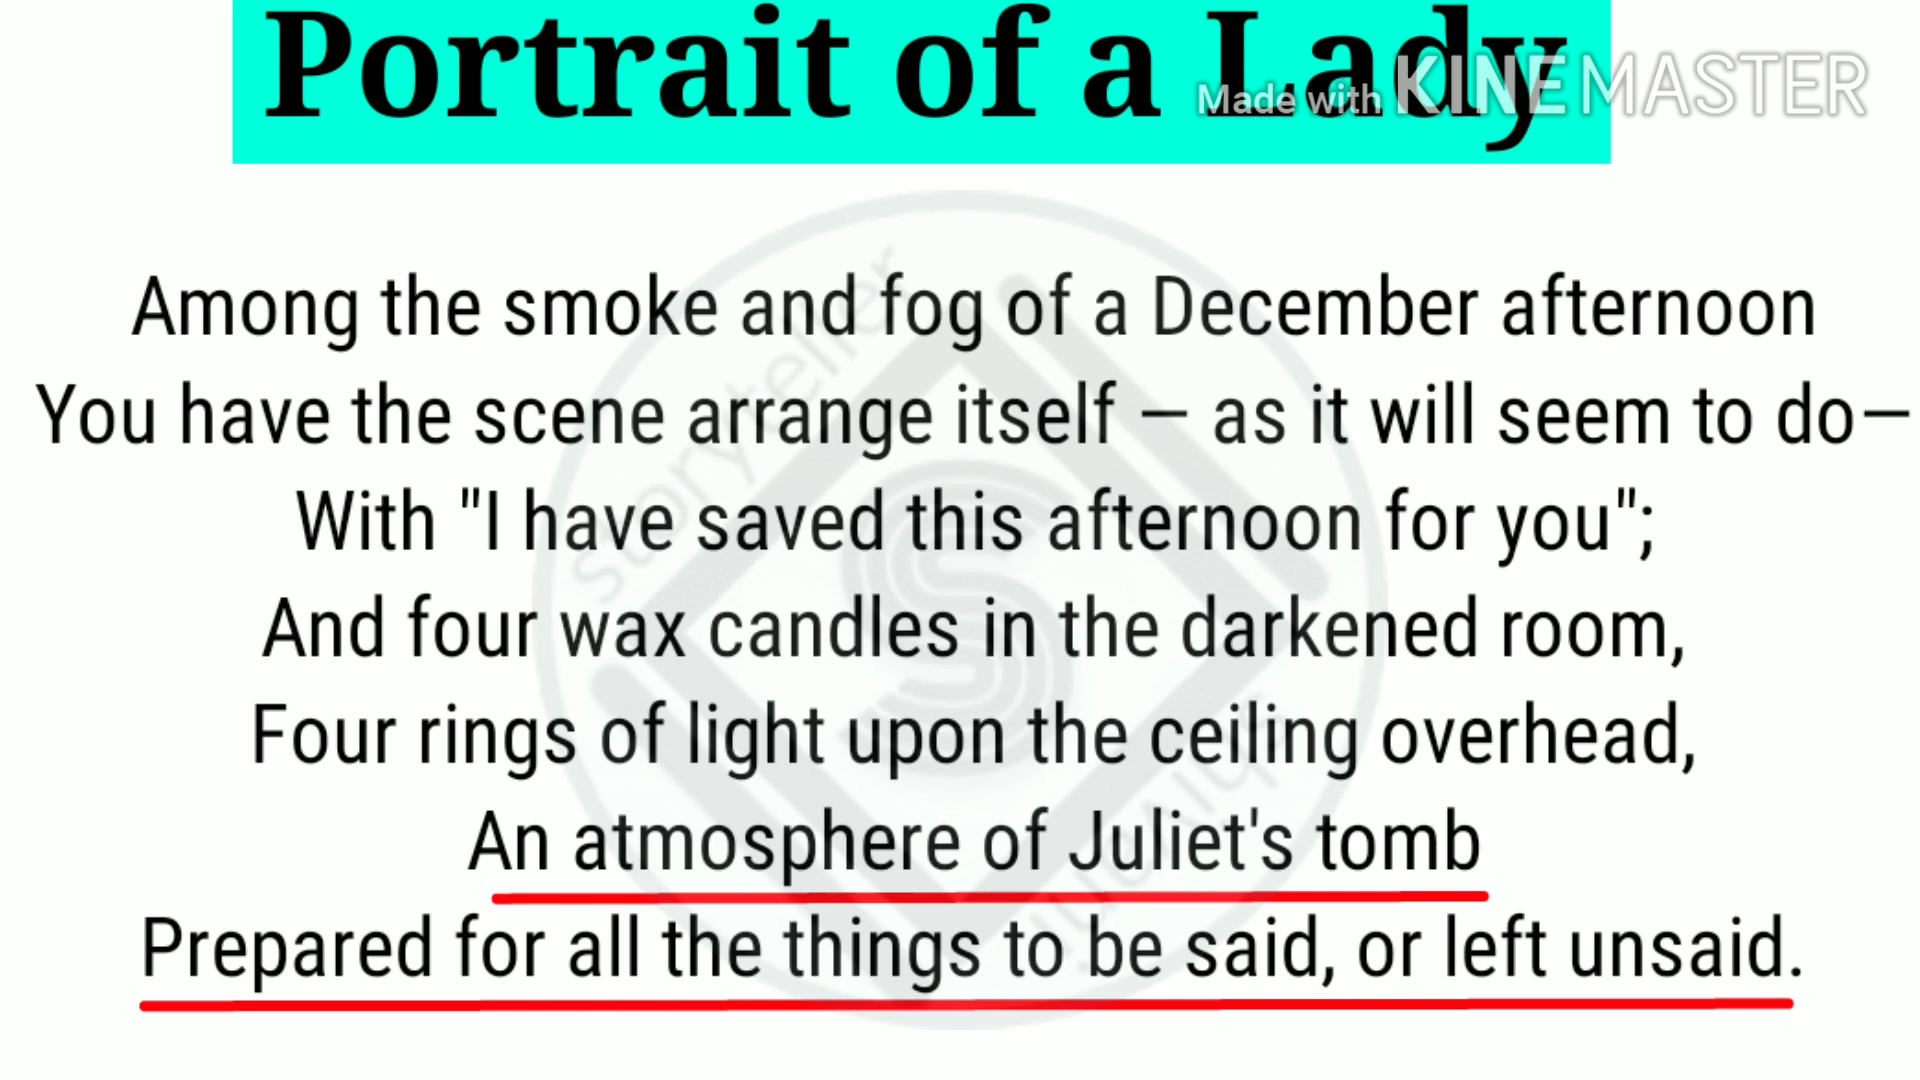 Portrait of a Lady
Made with KINEMASTER
Among the smoke and fog of a December afternoon
You have the scene arrange itself — as it will seem to do—
With "I have saved this afternoon for you";
And four wax candles in the darkened room,
Four rings of light upon the ceiling overhead,
An atmosphere of Juliet's tomb
Prepared for all the things to be said, or left unsaid.
storyteller